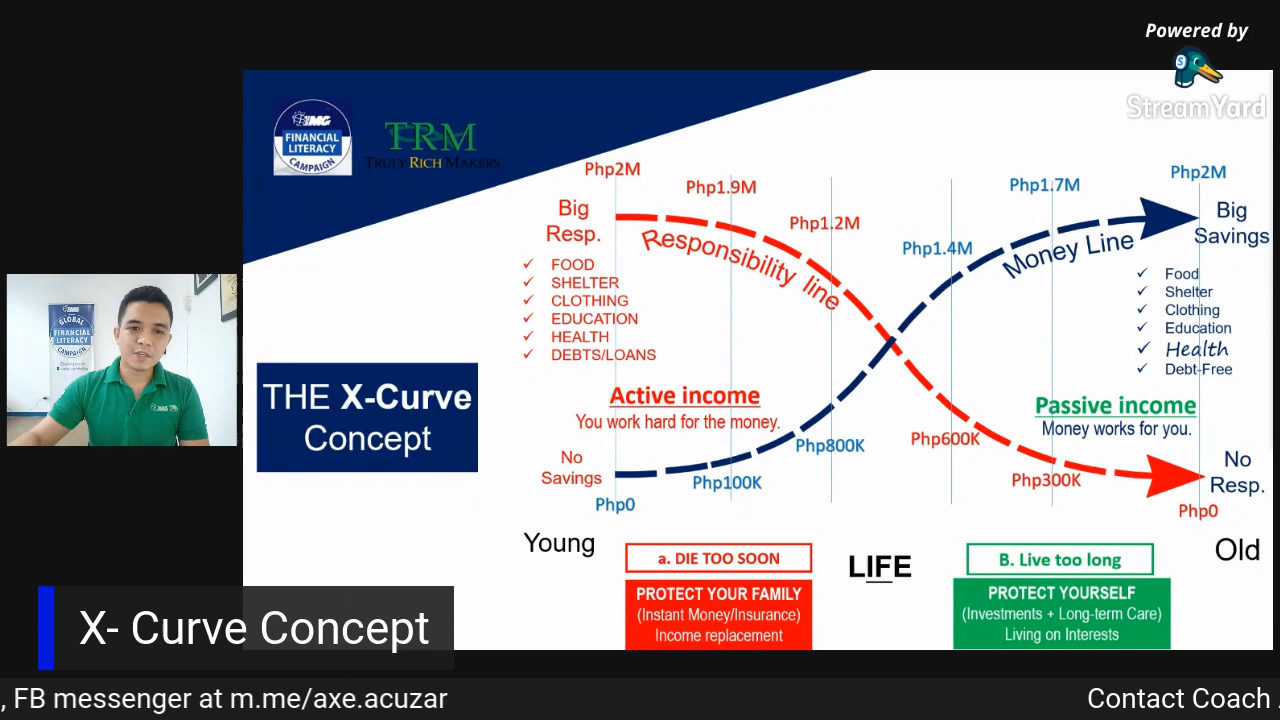 Powered by
StreamYard
IMG
FINANCIAL
LITERACY
CAMPAIGN
TRM
TRULY RICH MAKERS
Php2M
Php1.9M
Php1.2M
Php1.4M
Php1.7M
Php2M
Big
Resp.
Responsibility line
Money Line
Big
Savings
✓ FOOD
✓ SHELTER
✓ CLOTHING
✓ EDUCATION
✓ HEALTH
✓ DEBTS/LOANS
✓ Food
✓ Shelter
✓ Clothing
✓ Education
✓ Health
✓ Debt-Free
THE X-Curve
Concept
Active income
You work hard for the money.
Passive income
Money works for you.
No
Savings
Php0
Php100K
Php800K
Php600K
Php300K
No
Resp.
Php0
Young
LIFE
Old
a. DIE TOO SOON
PROTECT YOUR FAMILY
(Instant Money/Insurance)
Income replacement
B. Live too long
PROTECT YOURSELF
(Investments + Long-term Care)
Living on Interests
IMG
GLOBAL
FINANCIAL
LITERACY
CAMPAIGN
X- Curve Concept
, FB messenger at m.me/axe.acuzar
Contact Coach